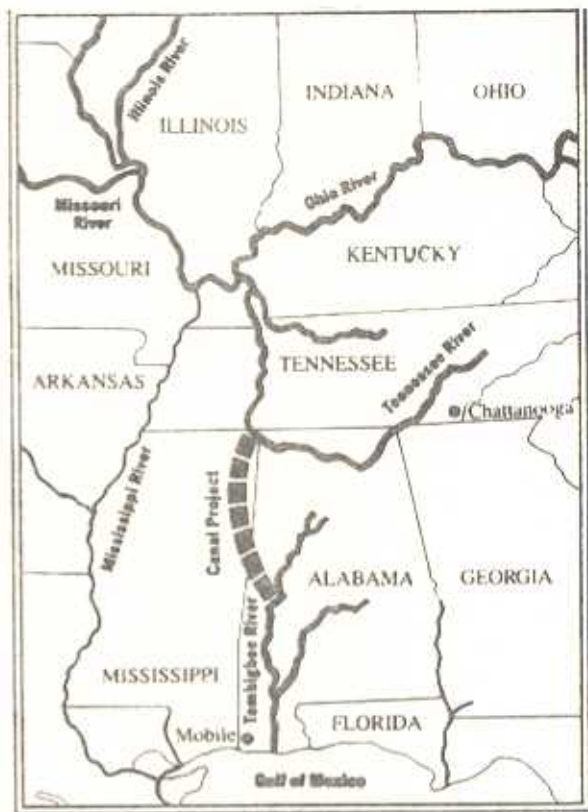 Illinois River
ILLINOIS
INDIANA
OHIO
Missouri
River
Ohio River
MISSOURI
KENTUCKY
ARKANSAS
TENNESSEE
Tennessee River
Chattanooga
Mississippi River
Canal Project
ALABAMA
GEORGIA
Tombigbee River
MISSISSIPPI
Mobile
FLORIDA
Gulf of Mexico